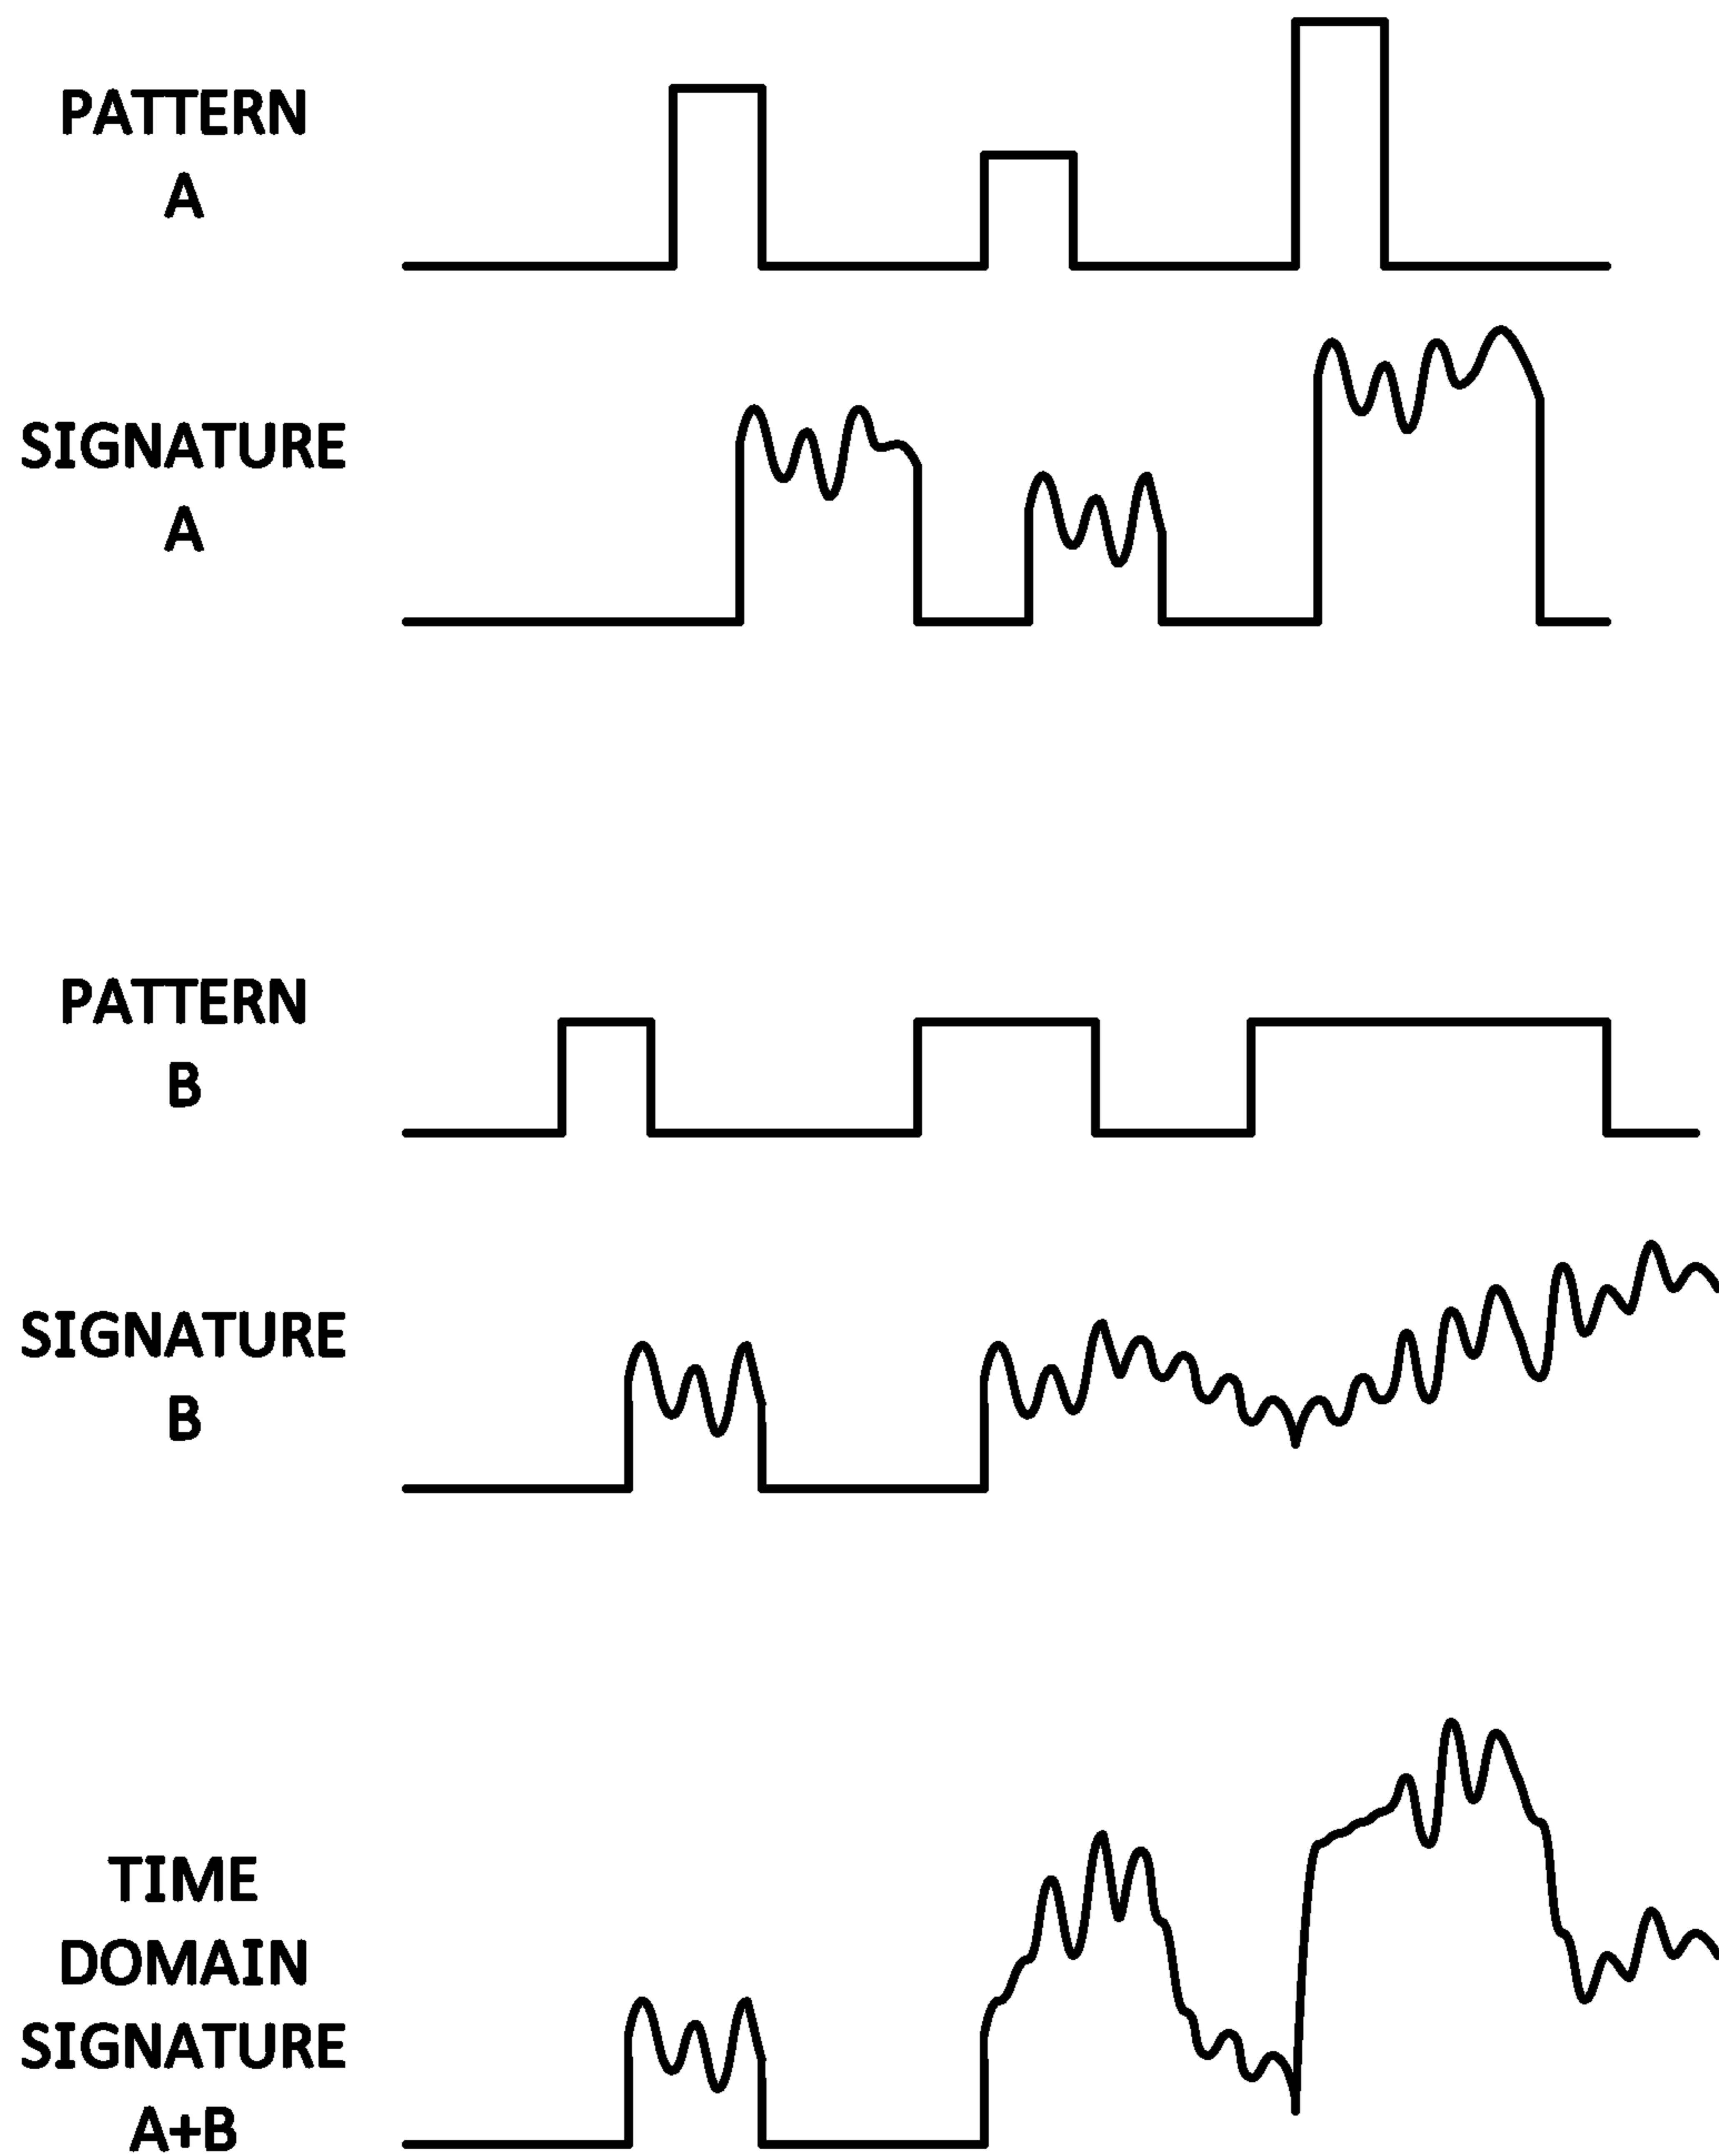 PATTERN
A
SIGNATURE
A
PATTERN
B
SIGNATURE
B
TIME
DOMAIN
SIGNATURE
A+B